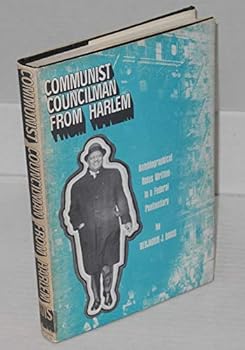 COMMUNIST
COUNCILMAN
FROM HARLEM
Autobiographical
Notes Written
in a Federal
Penitentiary
by
BENJAMIN J. DAVIS
COMMUNIST COUNCILMAN FROM HARLEM